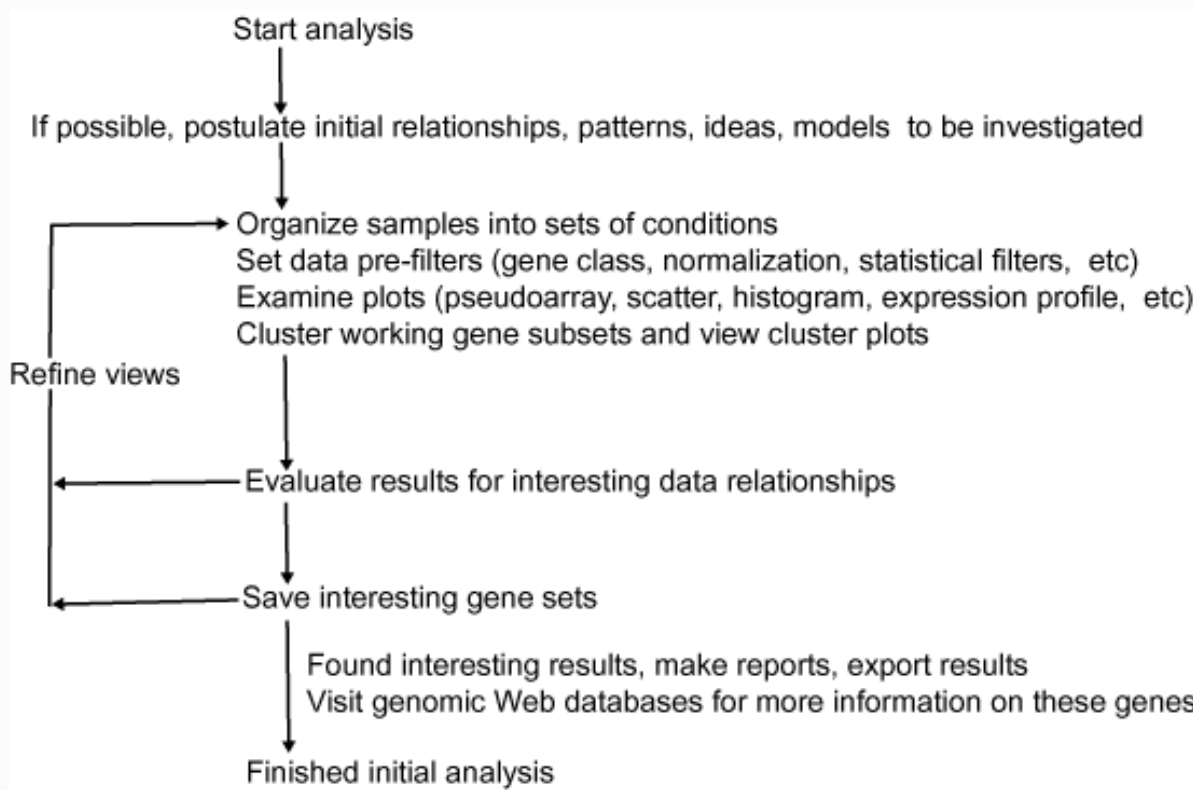 Start analysis
If possible, postulate initial relationships, patterns, ideas, models to be investigated
Organize samples into sets of conditions
Set data pre-filters (gene class, normalization, statistical filters, etc)
Examine plots (pseudoarray, scatter, histogram, expression profile, etc)
Cluster working gene subsets and view cluster plots
Refine views
Evaluate results for interesting data relationships
Save interesting gene sets
Found interesting results, make reports, export results
Visit genomic Web databases for more information on these genes
Finished initial analysis